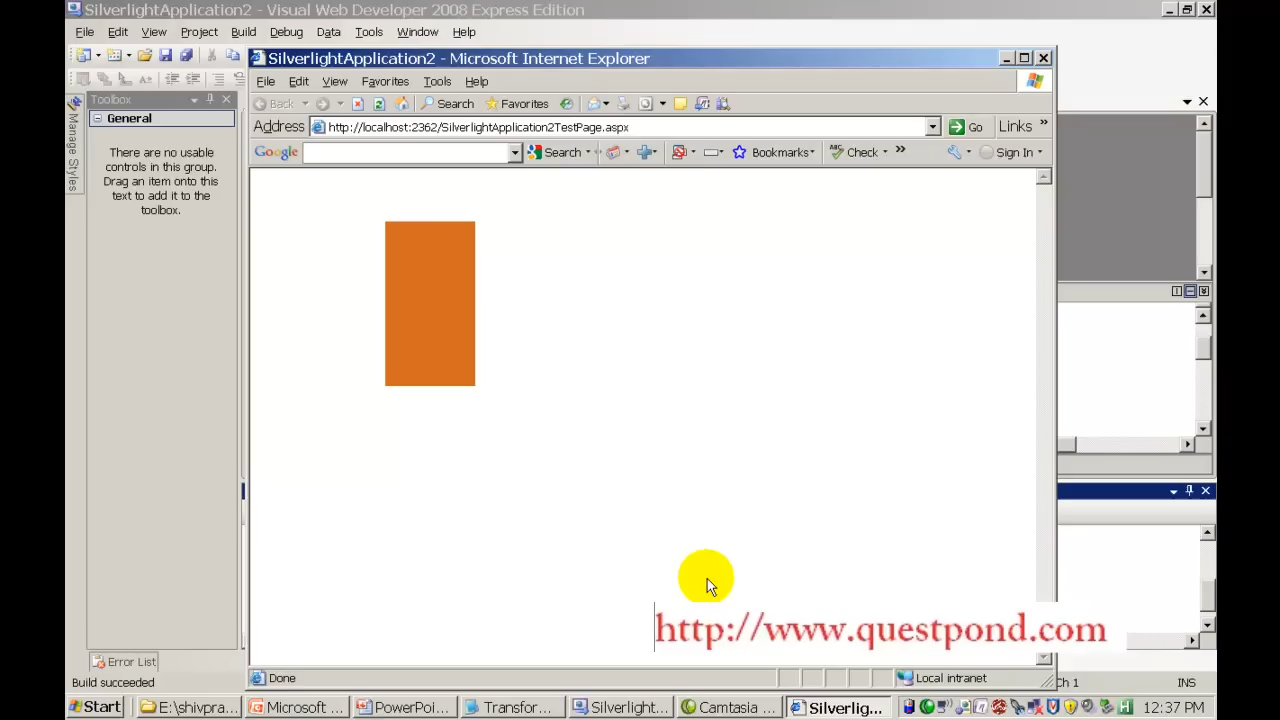 SilverlightApplication2 - Visual Web Developer 2008 Express Edition
File Edit View Project Build Debug Data Tools Window Help
SilverlightApplication2 - Microsoft Internet Explorer
File Edit View Favorites Tools Help
Toolbox
Back Search Favorites
General
Address http://localhost:2362/SilverlightApplication2TestPage.aspx Go Links »
Manage Styles
There are no usable
controls in this group.
Drag an item onto this
text to add it to the
toolbox.
Google Search Bookmarks Check » Sign In
http://www.questpond.com
Error List
Done Local intranet
Build succeeded Ch 1 INS
Start E:\shivpra... Microsoft ... PowerPoi... Transfor... Silverlight... Camtasia ... Silverlig... 12:37 PM